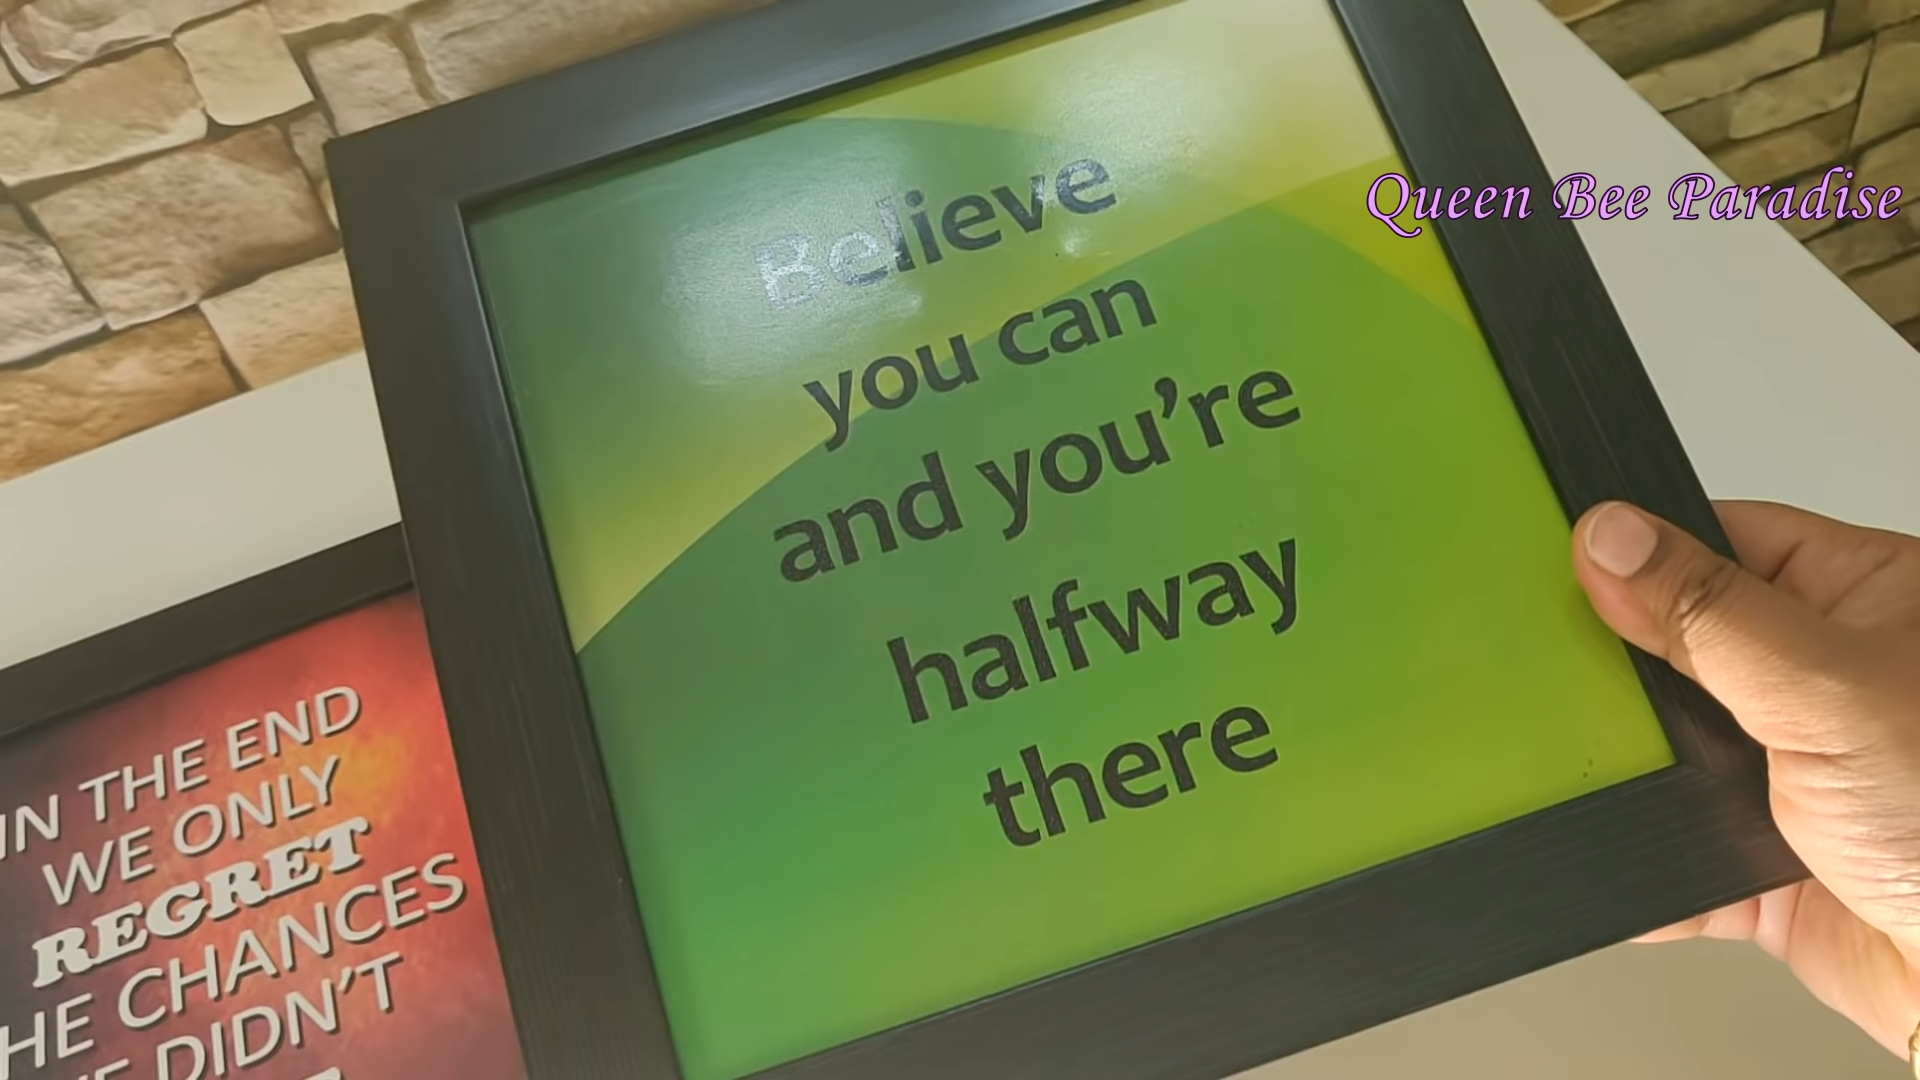 Believe
you can
and you're
halfway
there
Queen Bee Paradise
IN THE END
WE ONLY
REGRET
HE CHANCES
DIDN'T